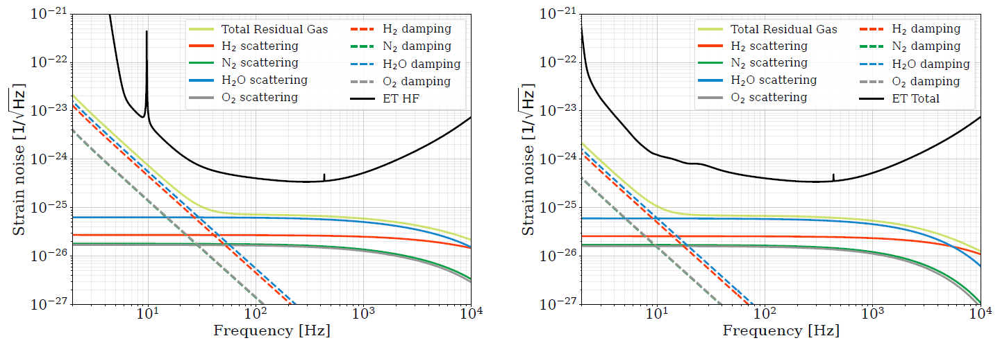 Strain noise [1/√Hz]
10⁻²¹
10⁻²²
10⁻²³
10⁻²⁴
10⁻²⁵
10⁻²⁶
10⁻²⁷
Total Residual Gas
H₂ scattering
N₂ scattering
H₂O scattering
O₂ scattering
H₂ damping
N₂ damping
H₂O damping
O₂ damping
ET HF
10¹ 10² 10³ 10⁴
Frequency [Hz]
Strain noise [1/√Hz]
10⁻²¹
10⁻²²
10⁻²³
10⁻²⁴
10⁻²⁵
10⁻²⁶
10⁻²⁷
Total Residual Gas
H₂ scattering
N₂ scattering
H₂O scattering
O₂ scattering
H₂ damping
N₂ damping
H₂O damping
O₂ damping
ET Total
10¹ 10² 10³ 10⁴
Frequency [Hz]